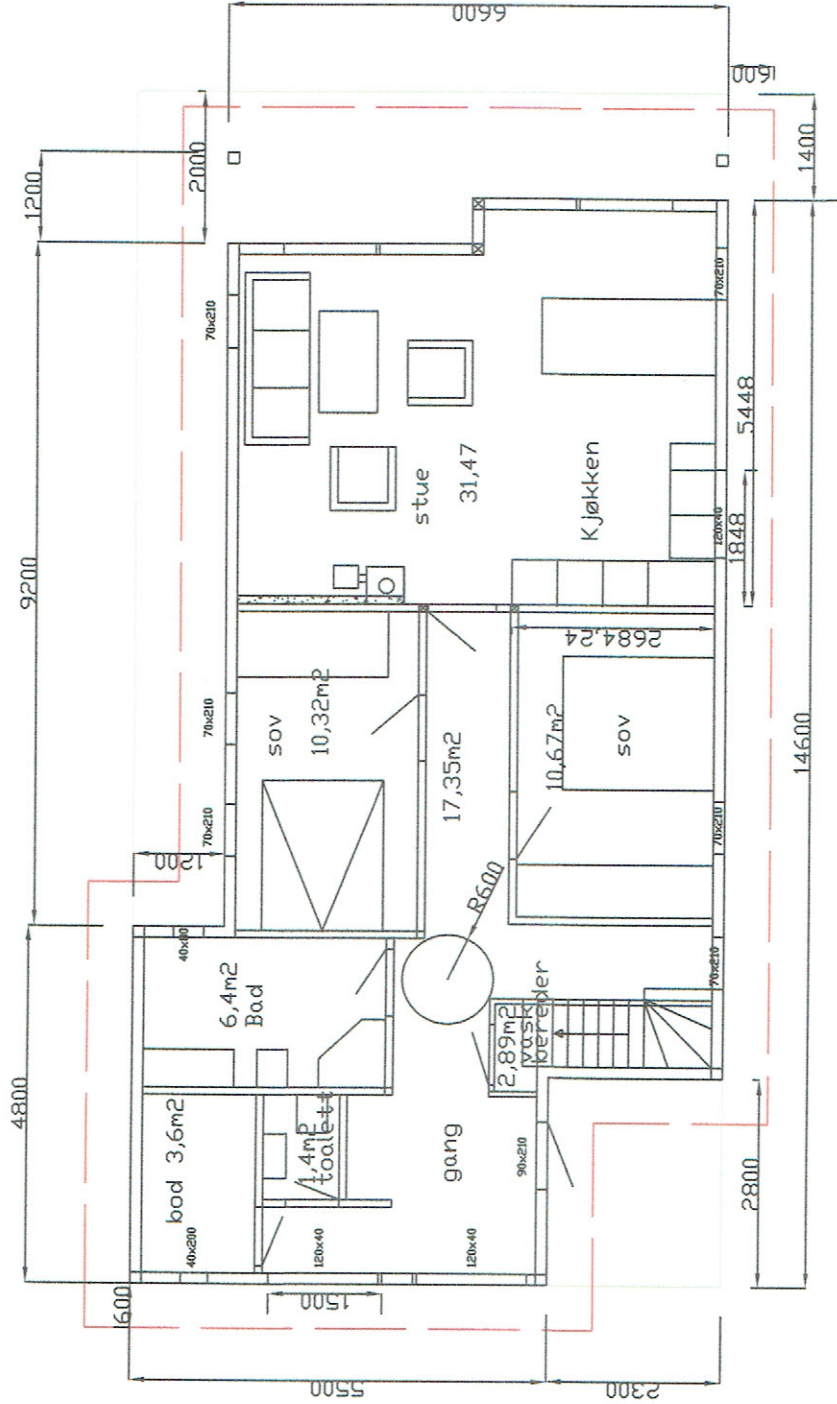 6600
600
1200
2000
1400
9200
70x210
70x210
70x210
1200
stue
31,47
Kjøkken
70x210
5448
120x40
1848
sov
10,32m2
2684,24
17,35m2
10,67m2
sov
R600
70x210
14600
4800
40x80
6,4m2
Bad
2,89m2
vask
bereder
70x210
bod 3,6m2
1,4m2
toalett
gang
90x210
2800
40x200
120x40
120x40
600
1500
5500
2300